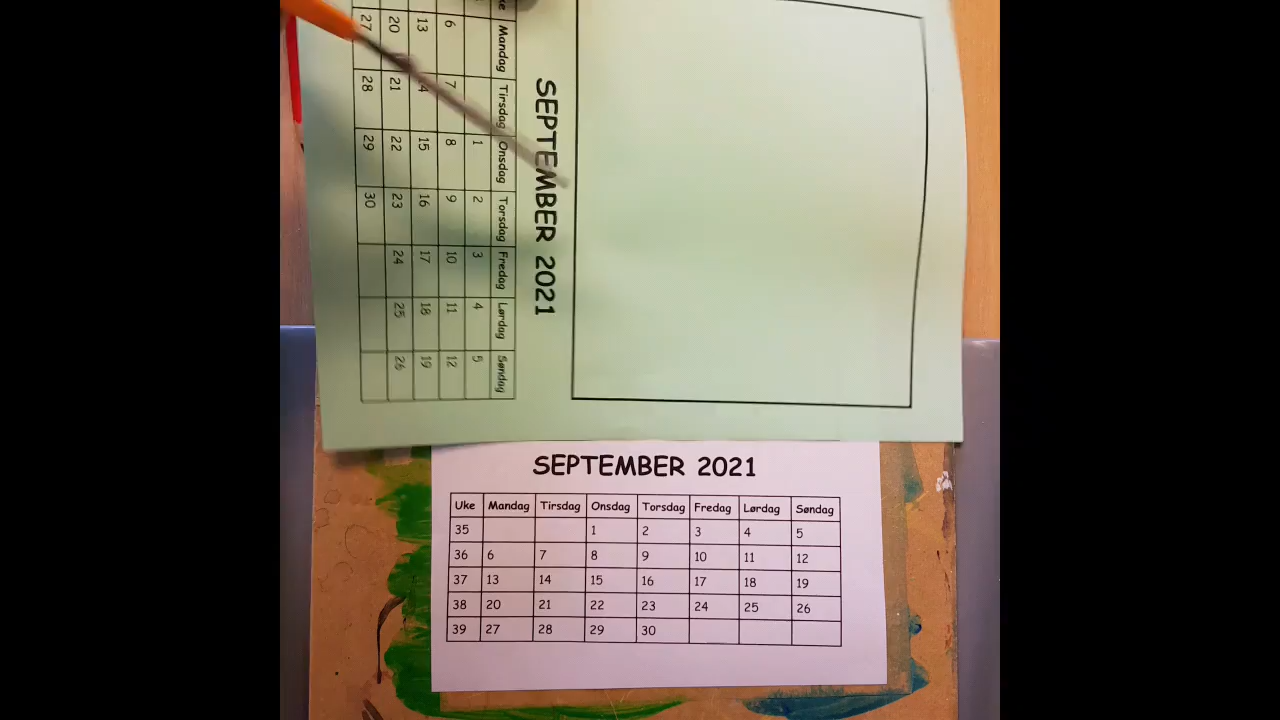 SEPTEMBER 2021
Mandag Tirsdag Onsdag Torsdag Fredag Lørdag Søndag
1 2 3 4 5
6 7 8 9 10 11 12
13 15 16 17 18 19
20 21 22 23 24 25 26
27 28 29 30
SEPTEMBER 2021
Uke Mandag Tirsdag Onsdag Torsdag Fredag Lørdag Søndag
35 1 2 3 4 5
36 6 7 8 9 10 11 12
37 13 14 15 16 17 18 19
38 20 21 22 23 24 25 26
39 27 28 29 30